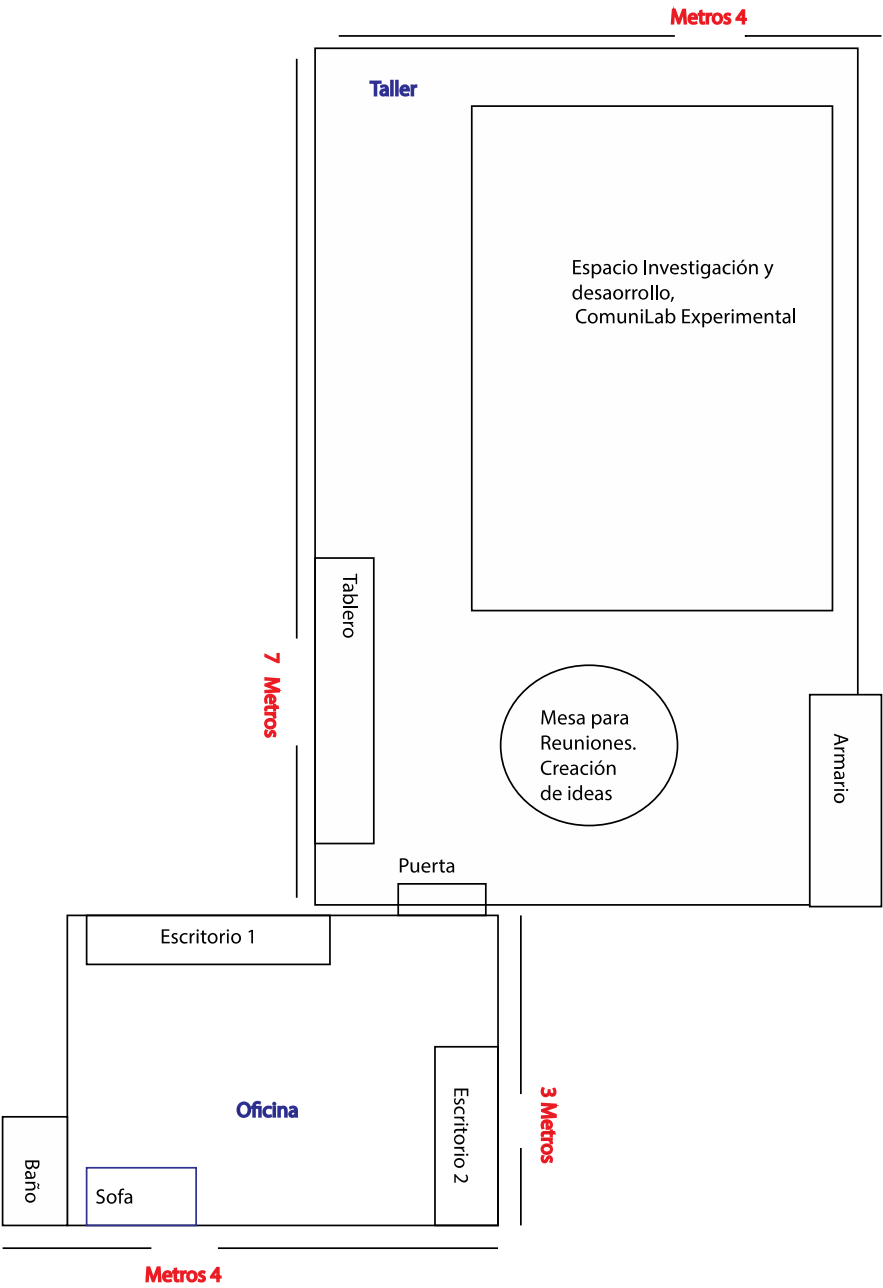 Metros 4
Taller
Espacio Investigación y
desaorrollo,
ComuniLab Experimental
Tablero
7 Metros
Mesa para
Reuniones.
Creación
de ideas
Armario
Puerta
Escritorio 1
Oficina
Escritorio 2
3 Metros
Baño
Sofa
Metros 4